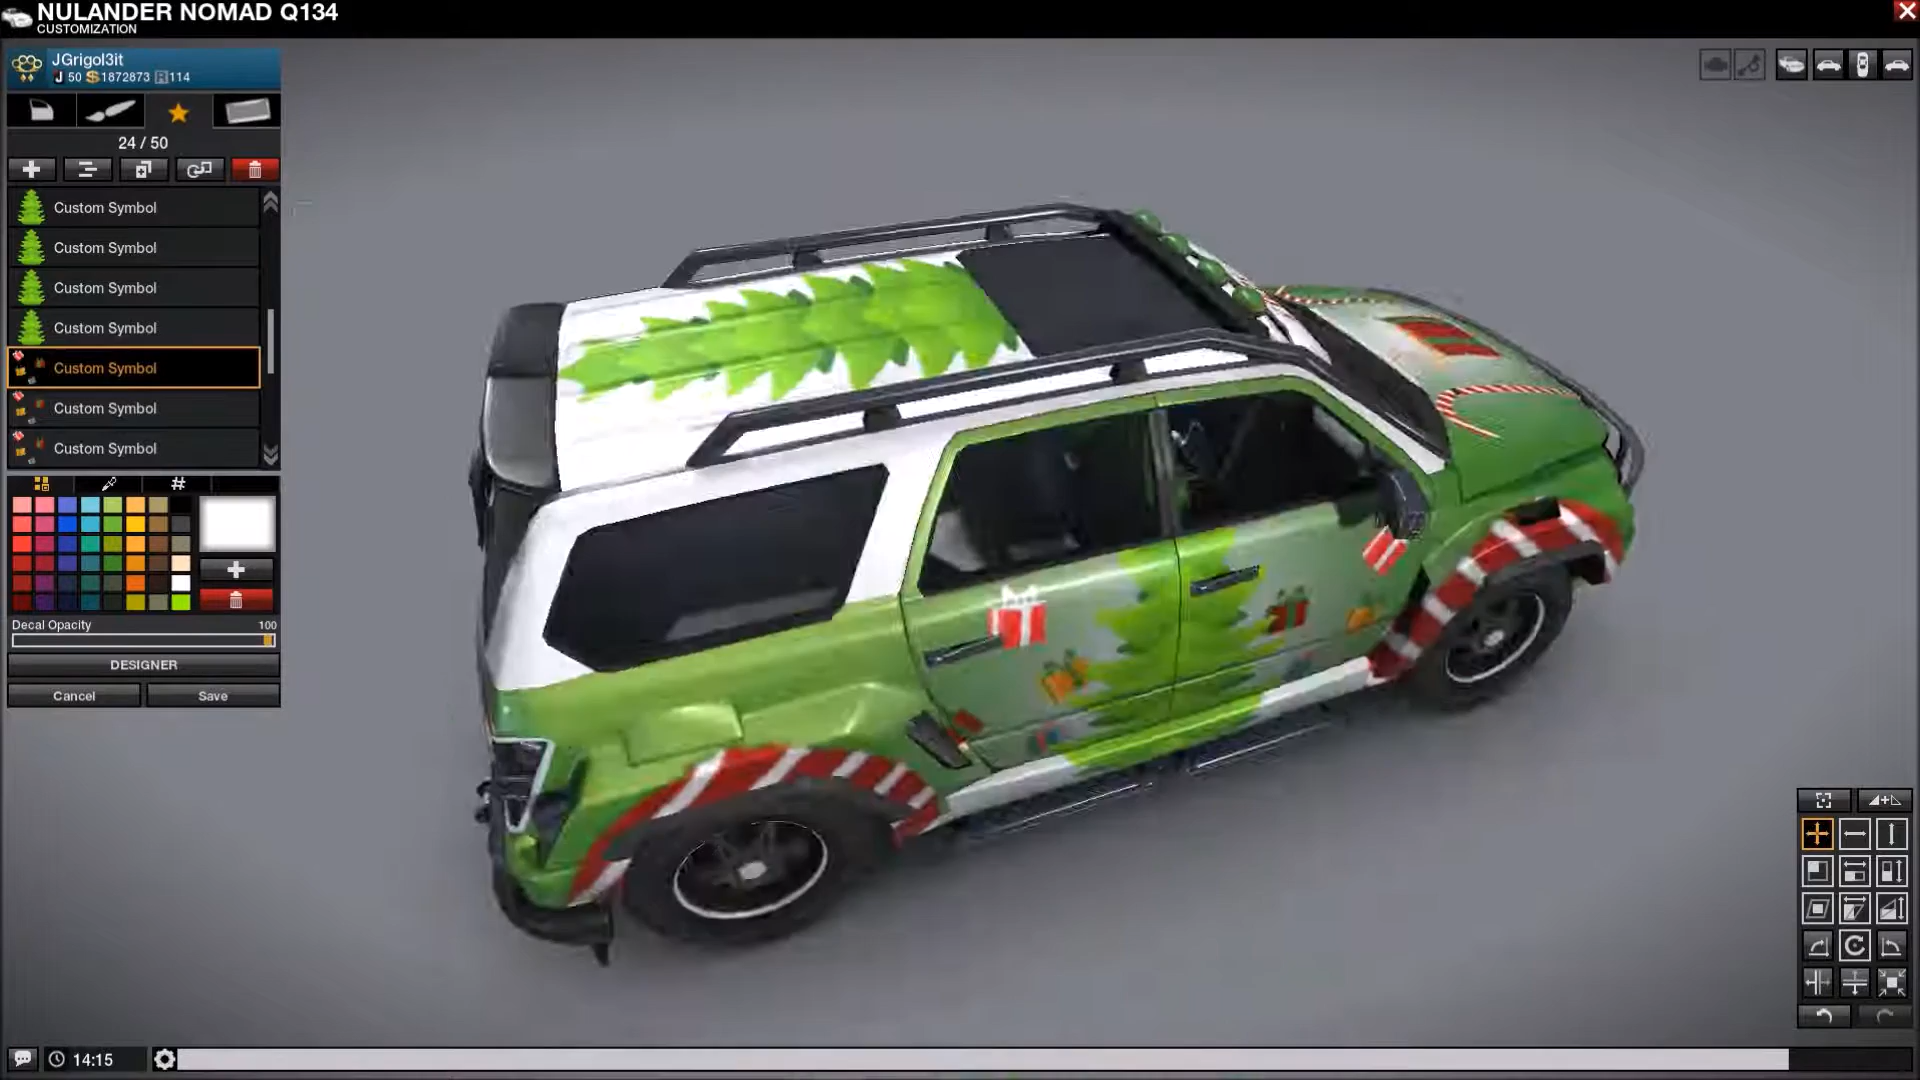 NULANDER NOMAD Q134
CUSTOMIZATION
JGrigol3it
J 50 $1872873 R 114
24 / 50
Custom Symbol
Custom Symbol
Custom Symbol
Custom Symbol
Custom Symbol
Custom Symbol
Custom Symbol
#
Decal Opacity 100
DESIGNER
Cancel Save
14:15